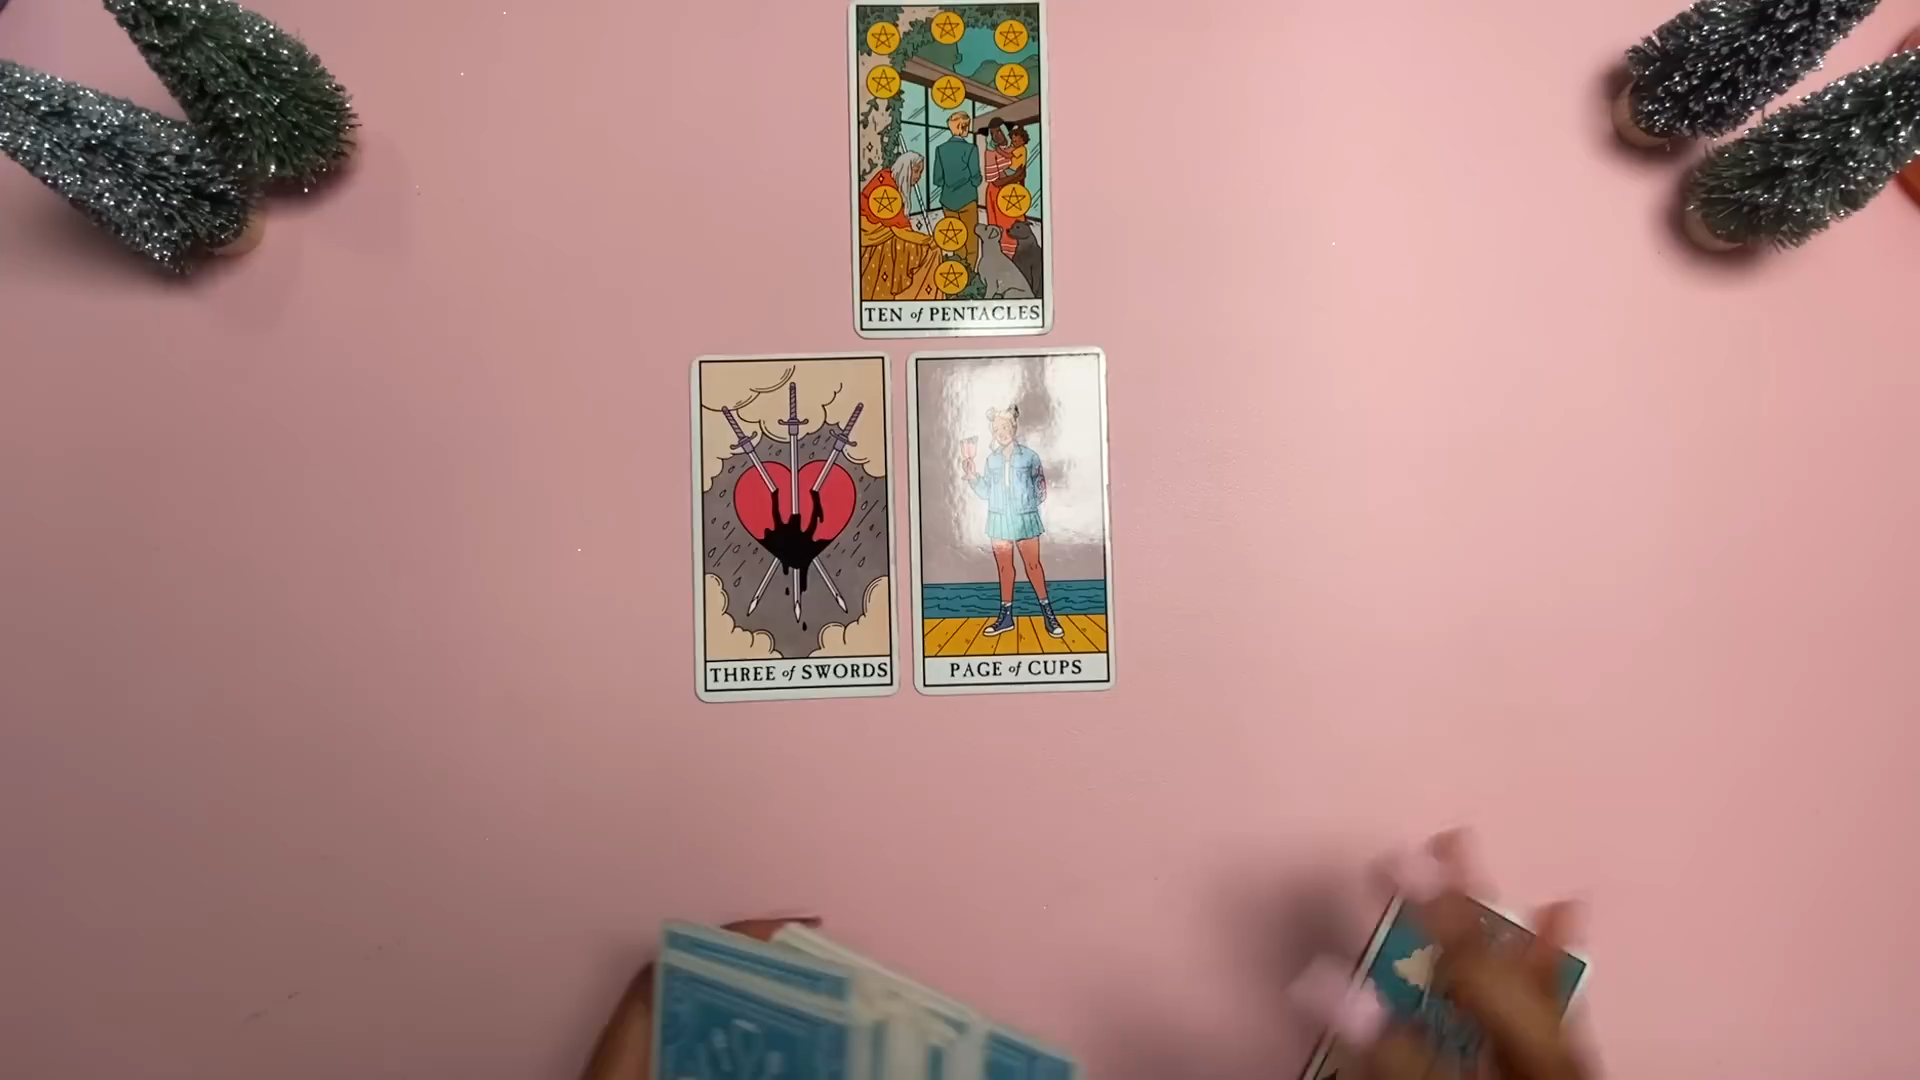 TEN of PENTACLES
THREE of SWORDS
PAGE of CUPS